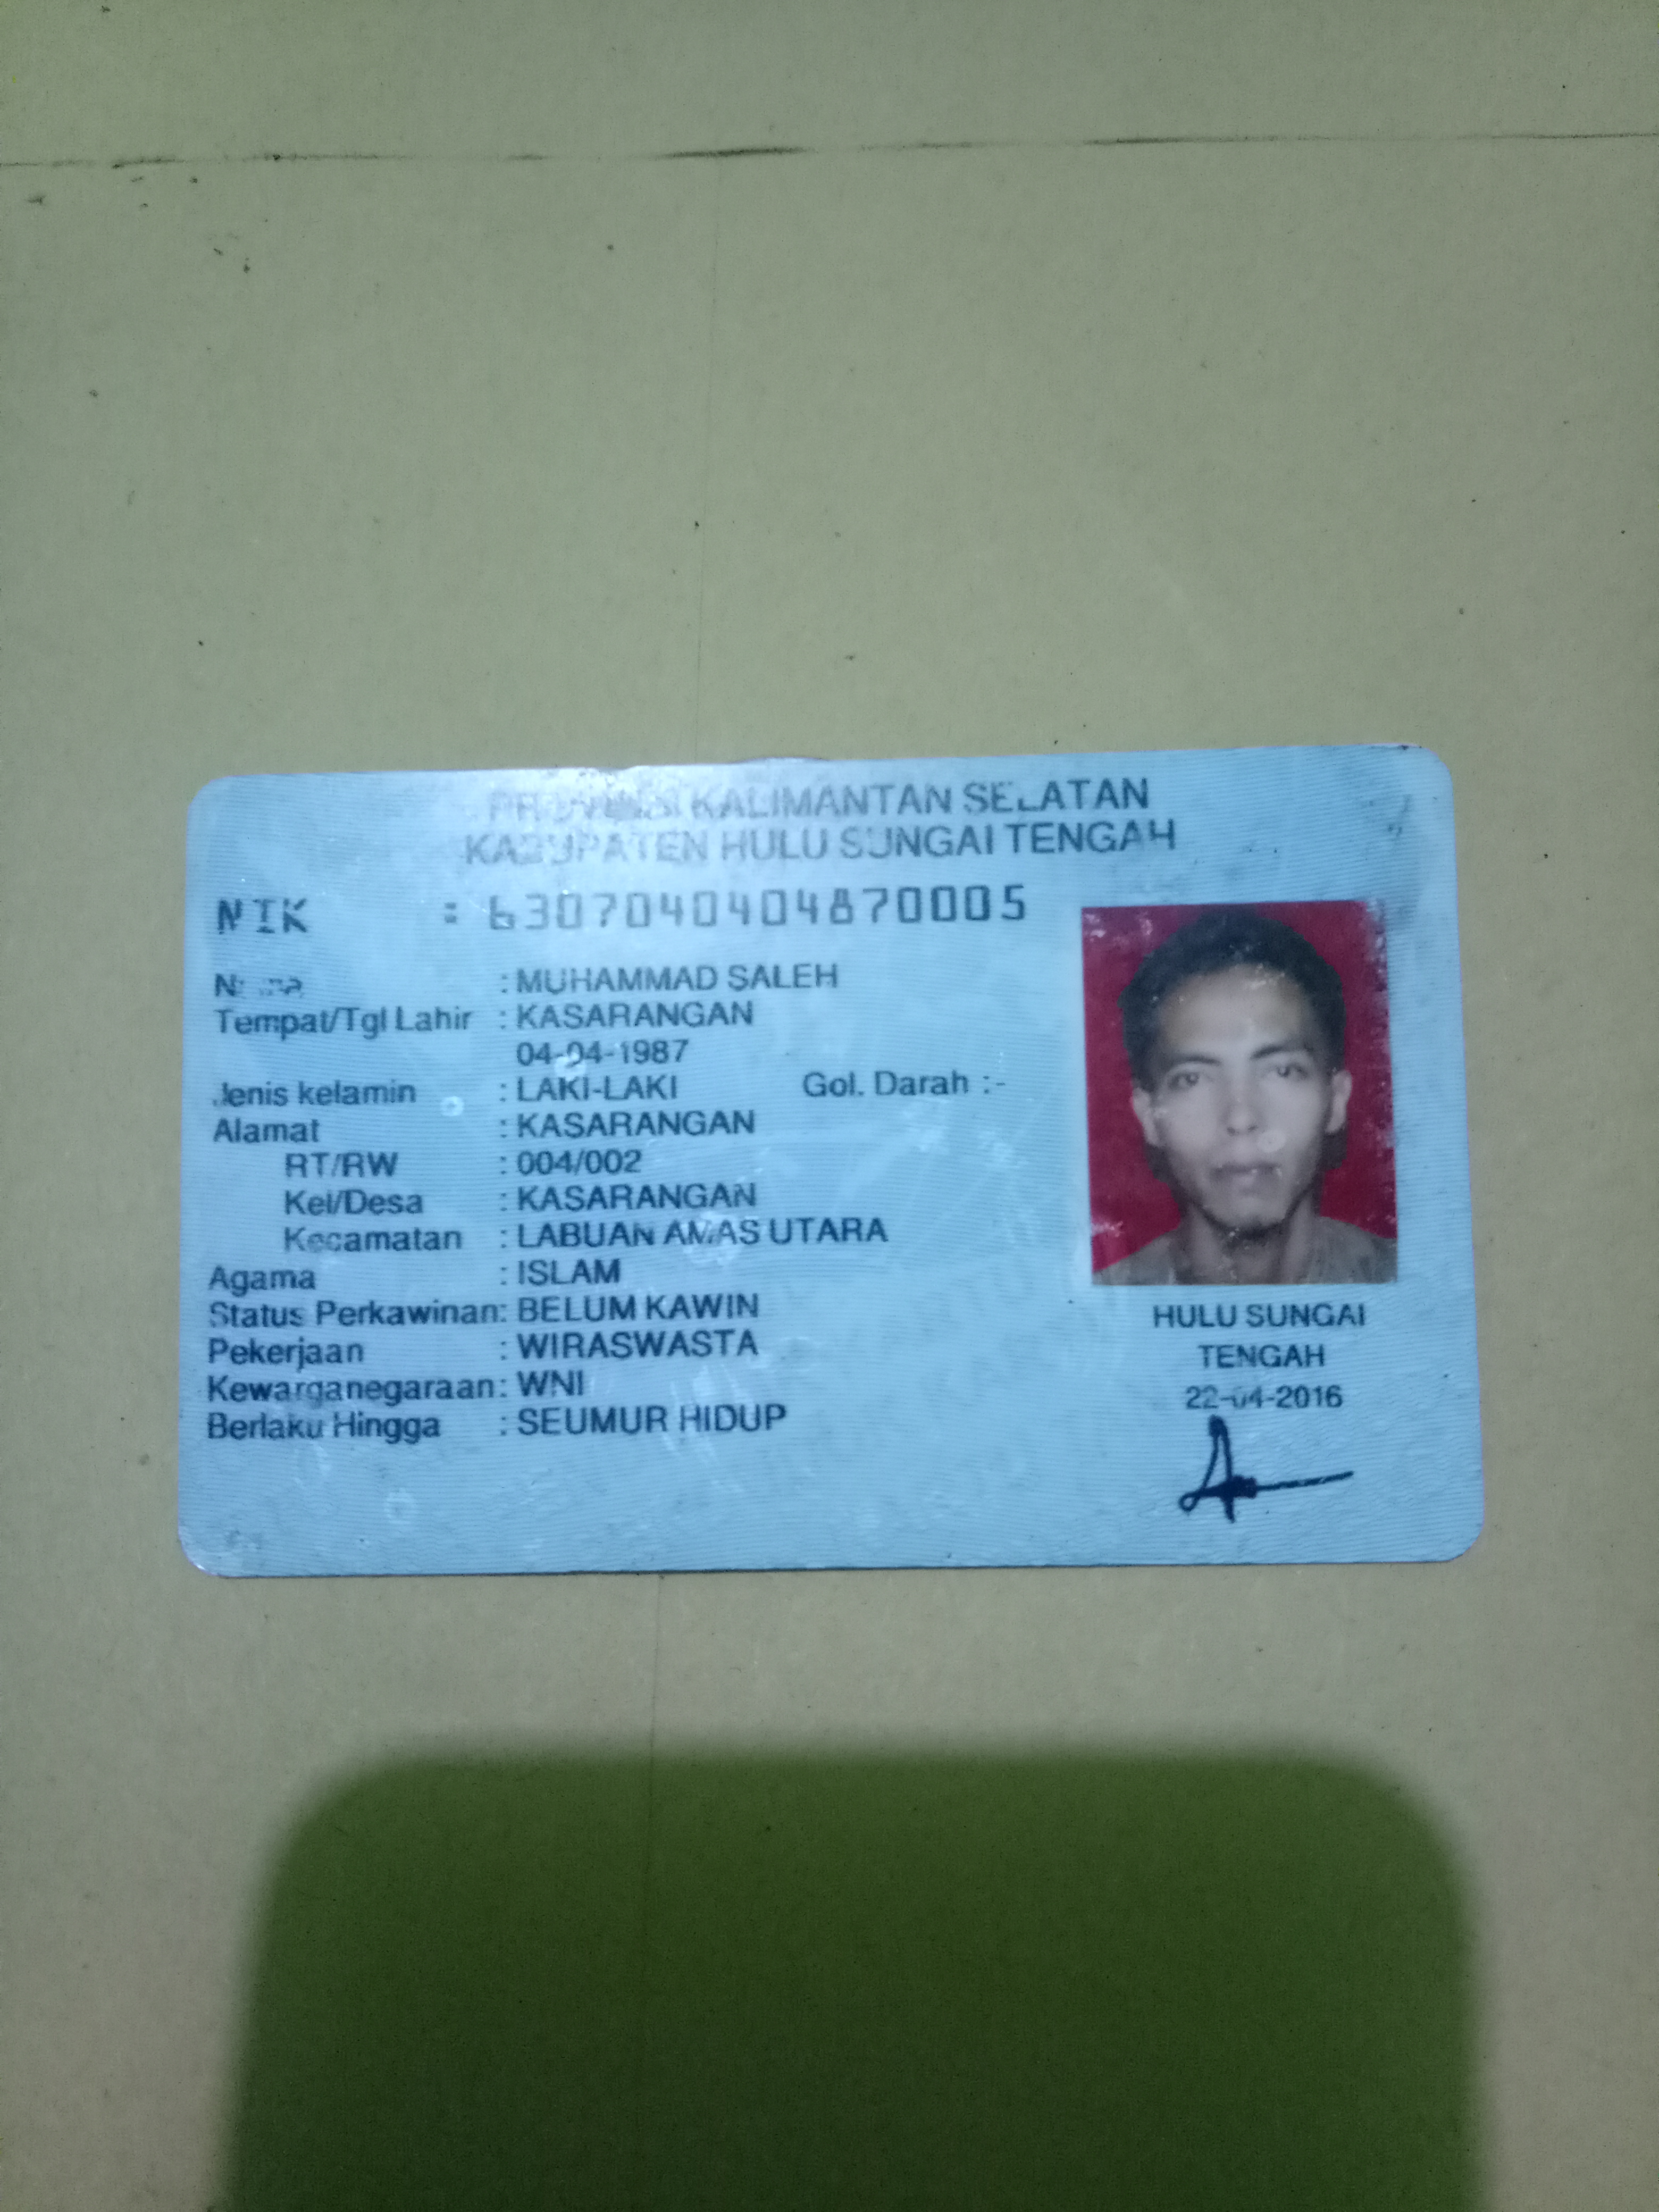 PROVINSI KALIMANTAN SELATAN
KABUPATEN HULU SUNGAI TENGAH
NIK : 6307040404870005
Nama : MUHAMMAD SALEH
Tempat/Tgl Lahir : KASARANGAN
04-04-1987
Jenis kelamin : LAKI-LAKI Gol. Darah :-
Alamat : KASARANGAN
RT/RW : 004/002
Kel/Desa : KASARANGAN
Kecamatan : LABUAN AMAS UTARA
Agama : ISLAM
Status Perkawinan: BELUM KAWIN
Pekerjaan : WIRASWASTA
Kewarganegaraan: WNI
Berlaku Hingga : SEUMUR HIDUP
HULU SUNGAI
TENGAH
22-04-2016